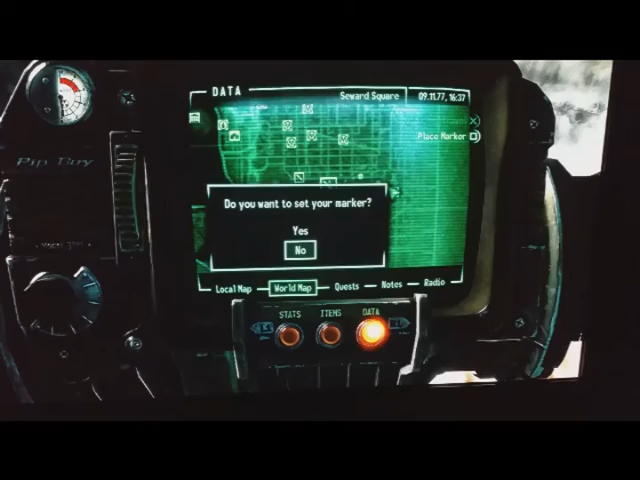 DATA
Seward Square
09.11.77, 16:37
Place Marker
Pip Boy
Do you want to set your marker?
Yes
No
Local Map
World Map
Quests
Notes
Radio
STATS
ITEMS
DATA